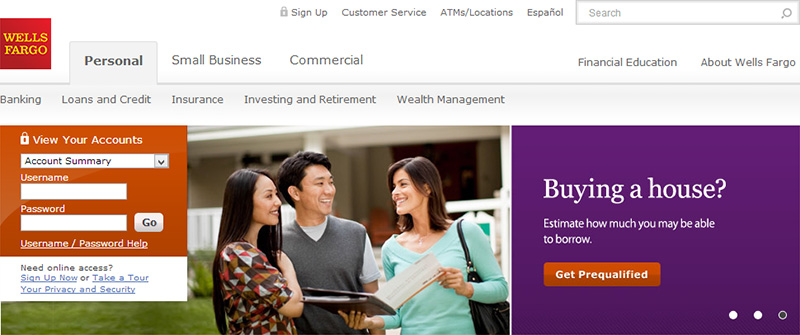 Sign Up Customer Service ATMs/Locations Español Search
WELLS
FARGO
Personal Small Business Commercial
Financial Education About Wells Fargo
Banking Loans and Credit Insurance Investing and Retirement Wealth Management
View Your Accounts
Account Summary
Username
Password
Go
Username / Password Help
Need online access?
Sign Up Now or Take a Tour
Your Privacy and Security
Buying a house?
Estimate how much you may be able
to borrow.
Get Prequalified